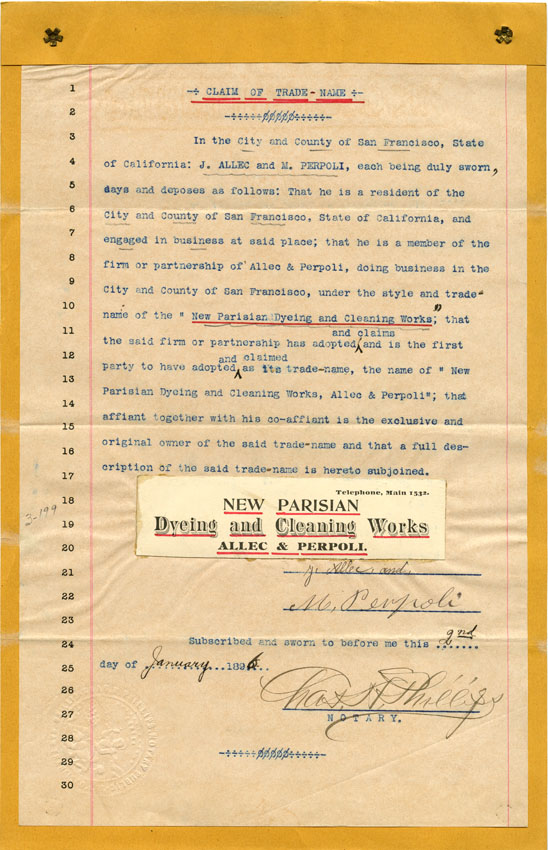 -÷ CLAIM OF TRADE-NAME ÷-
In the City and County of San Francisco, State
of California: J. ALLEC and M. PERPOLI, each being duly sworn,
days and deposes as follows: That he is a resident of the
City and County of San Francisco, State of California, and
engaged in business at said place; that he is a member of the
firm or partnership of Allec & Perpoli, doing business in the
City and County of San Francisco, under the style and trade-
name of the " New Parisian Dyeing and Cleaning Works", that
and claims
the said firm or partnership has adopted and is the first
and claimed
party to have adopted as its trade-name, the name of " New
Parisian Dyeing and Cleaning Works, Allec & Perpoli"; that
affiant together with his co-affiant is the exclusive and
original owner of the said trade-name and that a full des-
cription of the said trade-name is hereto subjoined.
3-199
Telephone, Main 1532.
NEW PARISIAN
Dyeing and Cleaning Works
ALLEC & PERPOLI.
J. Allec and
M. Perpoli
Subscribed and sworn to before me this 2nd
day of January 1896..
Chas. H. Phillips
NOTARY.
1
2
3
4
5
6
7
8
9
10
11
12
13
14
15
16
17
18
19
20
21
22
23
24
25
26
27
28
29
30